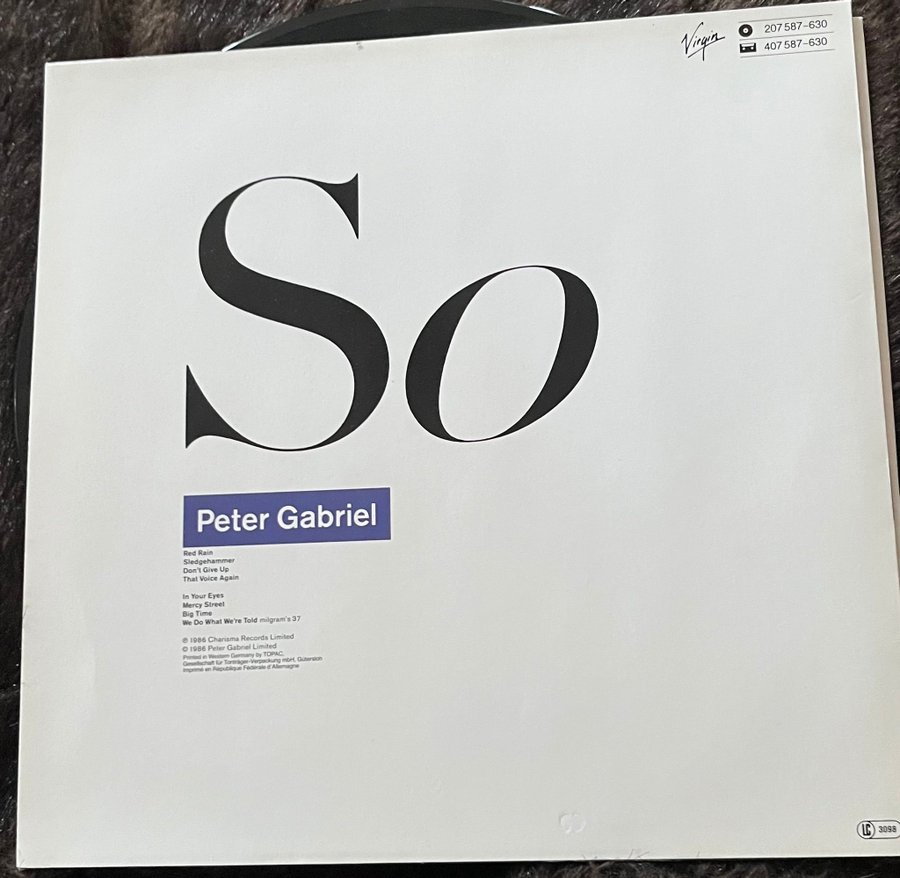 Virgin
207 587-630
407 587-630
So
Peter Gabriel
Red Rain
Sledgehammer
Don't Give Up
That Voice Again
In Your Eyes
Mercy Street
Big Time
We Do What We're Told milgram's 37
℗ 1986 Charisma Records Limited
© 1986 Peter Gabriel Limited
Printed in Western Germany by TOPAC,
Gesellschaft für Tonträger-Verpackung mbH, Gütersloh
Imprimé en République Fédérale d'Allemagne
LC 3098